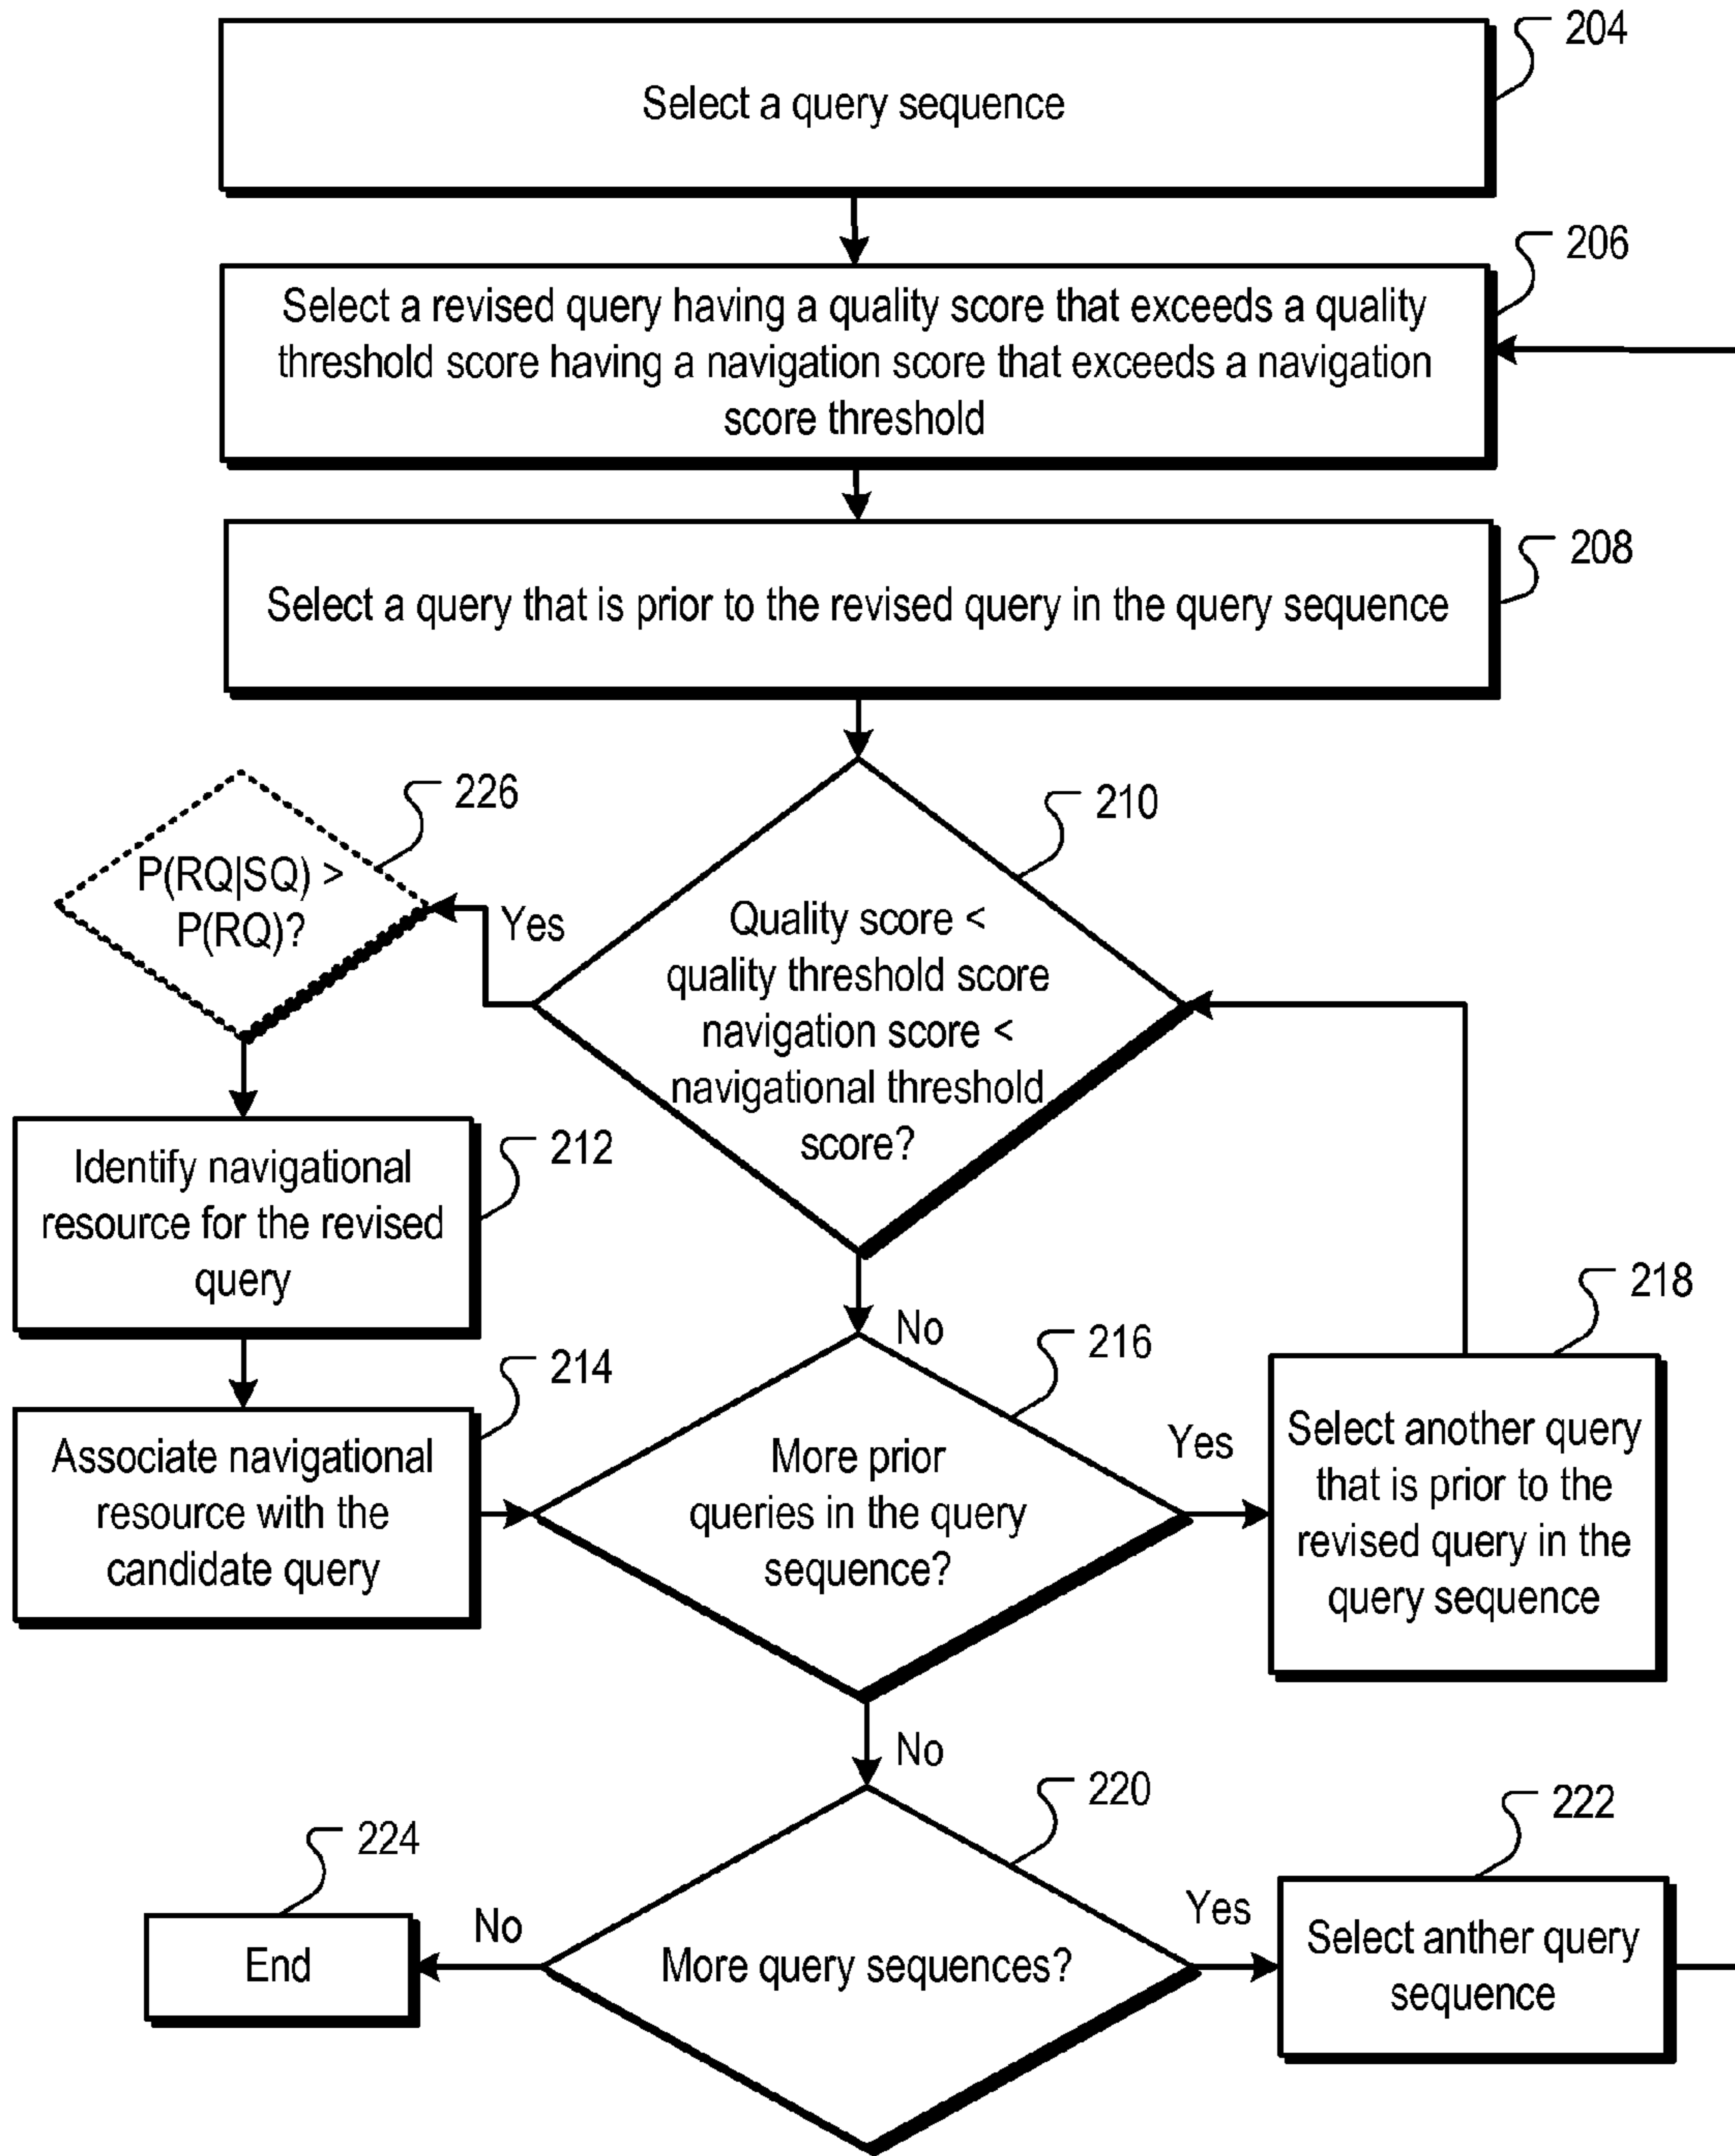 204
Select a query sequence
206
Select a revised query having a quality score that exceeds a quality
threshold score having a navigation score that exceeds a navigation
score threshold
208
Select a query that is prior to the revised query in the query sequence
226
P(RQ|SQ) >
P(RQ)?
Yes
210
Quality score <
quality threshold score
navigation score <
navigational threshold
score?
212
Identify navigational
resource for the revised
query
No
214
Associate navigational
resource with the
candidate query
216
More prior
queries in the query
sequence?
Yes
218
Select another query
that is prior to the
revised query in the
query sequence
No
220
More query sequences?
No
224
End
Yes
222
Select anther query
sequence